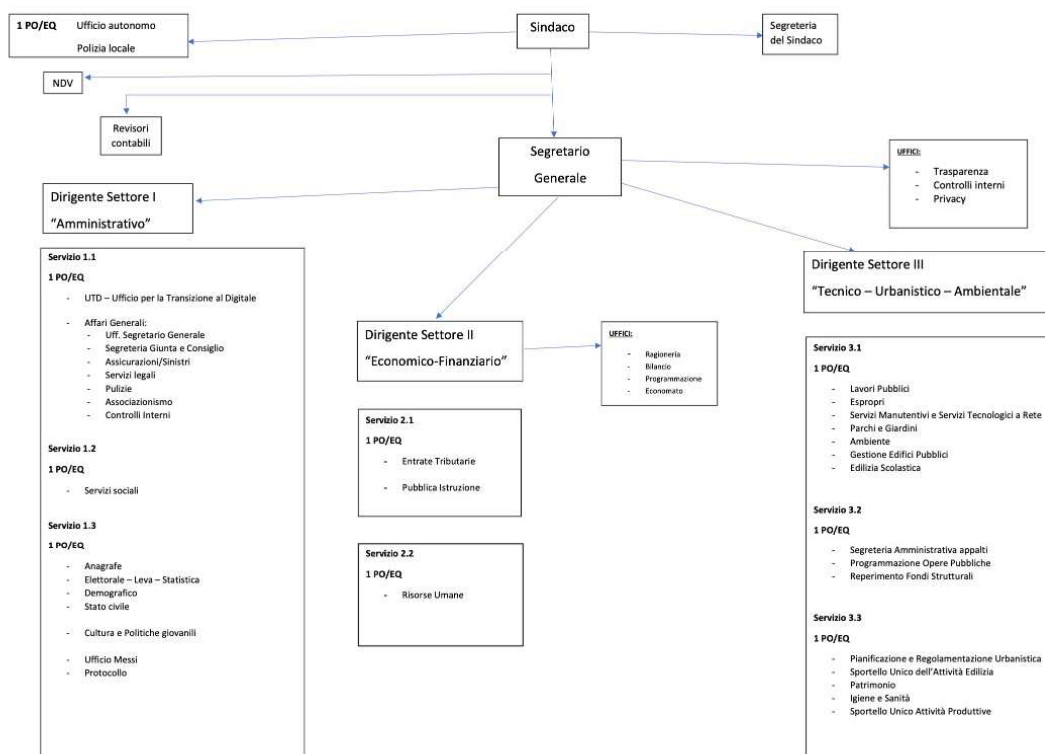 1 PO/EQ Ufficio autonomo
Polizia locale
Sindaco
Segreteria
del Sindaco
NDV
Revisori
contabili
Segretario
Generale
UFFICI:
- Trasparenza
- Controlli interni
- Privacy
Dirigente Settore I
“Amministrativo”
Servizio 1.1
1 PO/EQ
- UTD – Ufficio per la Transizione al Digitale
- Affari Generali:
- Uff. Segretario Generale
- Segreteria Giunta e Consiglio
- Assicurazioni/Sinistri
- Servizi legali
- Pulizie
- Associazionismo
- Controlli Interni
Servizio 1.2
1 PO/EQ
- Servizi sociali
Servizio 1.3
1 PO/EQ
- Anagrafe
- Elettorale – Leva – Statistica
- Demografico
- Stato civile
- Cultura e Politiche giovanili
- Ufficio Messi
- Protocollo
Dirigente Settore II
“Economico-Finanziario”
UFFICI:
- Ragioneria
- Bilancio
- Programmazione
- Economato
Servizio 2.1
1 PO/EQ
- Entrate Tributarie
- Pubblica Istruzione
Servizio 2.2
1 PO/EQ
- Risorse Umane
Dirigente Settore III
“Tecnico – Urbanistico – Ambientale”
Servizio 3.1
1 PO/EQ
- Lavori Pubblici
- Espropri
- Servizi Manutentivi e Servizi Tecnologici a Rete
- Parchi e Giardini
- Ambiente
- Gestione Edifici Pubblici
- Edilizia Scolastica
Servizio 3.2
1 PO/EQ
- Segreteria Amministrativa appalti
- Programmazione Opere Pubbliche
- Reperimento Fondi Strutturali
Servizio 3.3
1 PO/EQ
- Pianificazione e Regolamentazione Urbanistica
- Sportello Unico dell’Attività Edilizia
- Patrimonio
- Igiene e Sanità
- Sportello Unico Attività Produttive